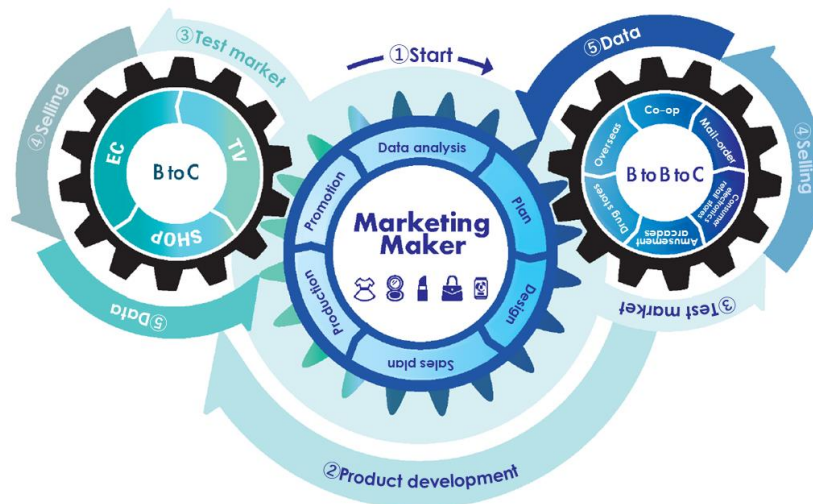 ①Start
②Product development
③Test market
④Selling
⑤Data
B to C
EC
TV
SHOP
Marketing
Maker
Data analysis
Plan
Design
Sales plan
Production
Promotion
⑤Data
④Selling
③Test market
B to B to C
Co-op
Mail-order
Consumer
electronics
retail stores
Amusement
arcades
Drug stores
Overseas